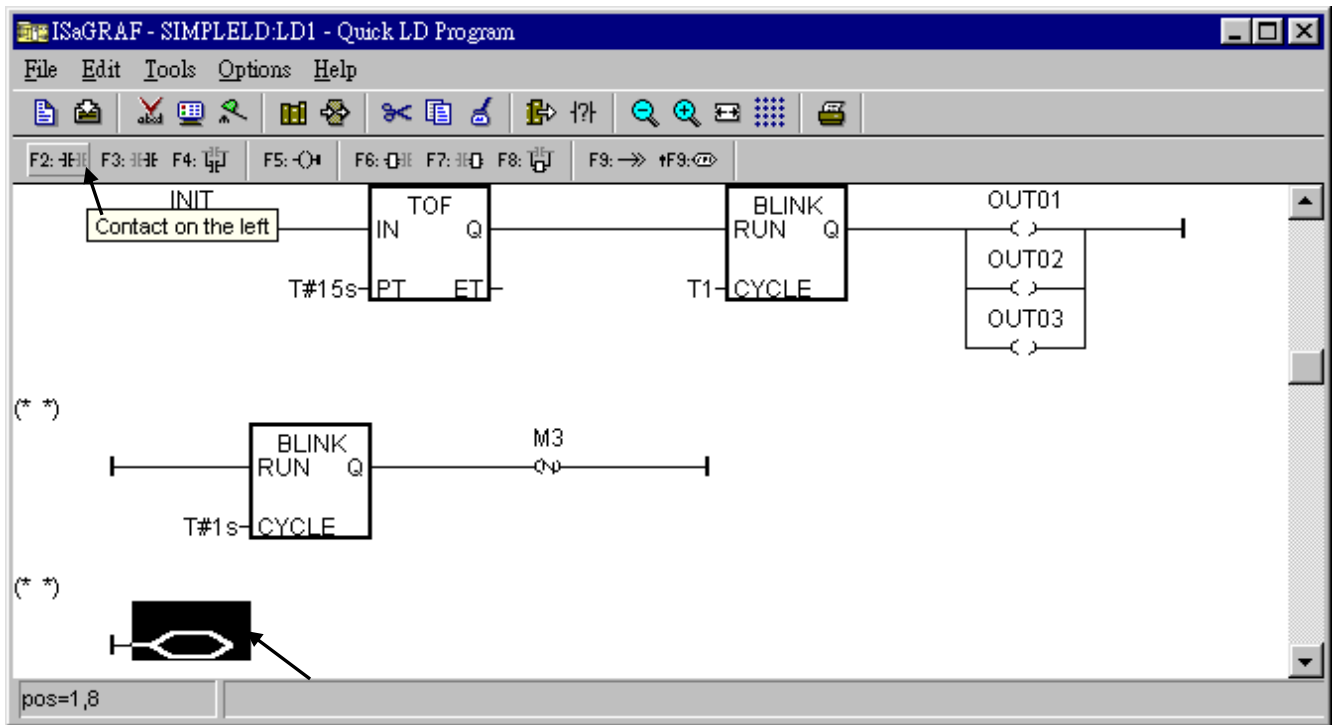 ISaGRAF - SIMPLELD:LD1 - Quick LD Program
File Edit Tools Options Help
F2: F3: F4: F5: F6: F7: F8: F9: F9:
INIT TOF BLINK OUT01
Contact on the left IN Q RUN Q
OUT02
T#15s PT ET T1 CYCLE
OUT03
(* *)
BLINK M3
RUN Q N
T#1s CYCLE
(* *)
pos=1,8